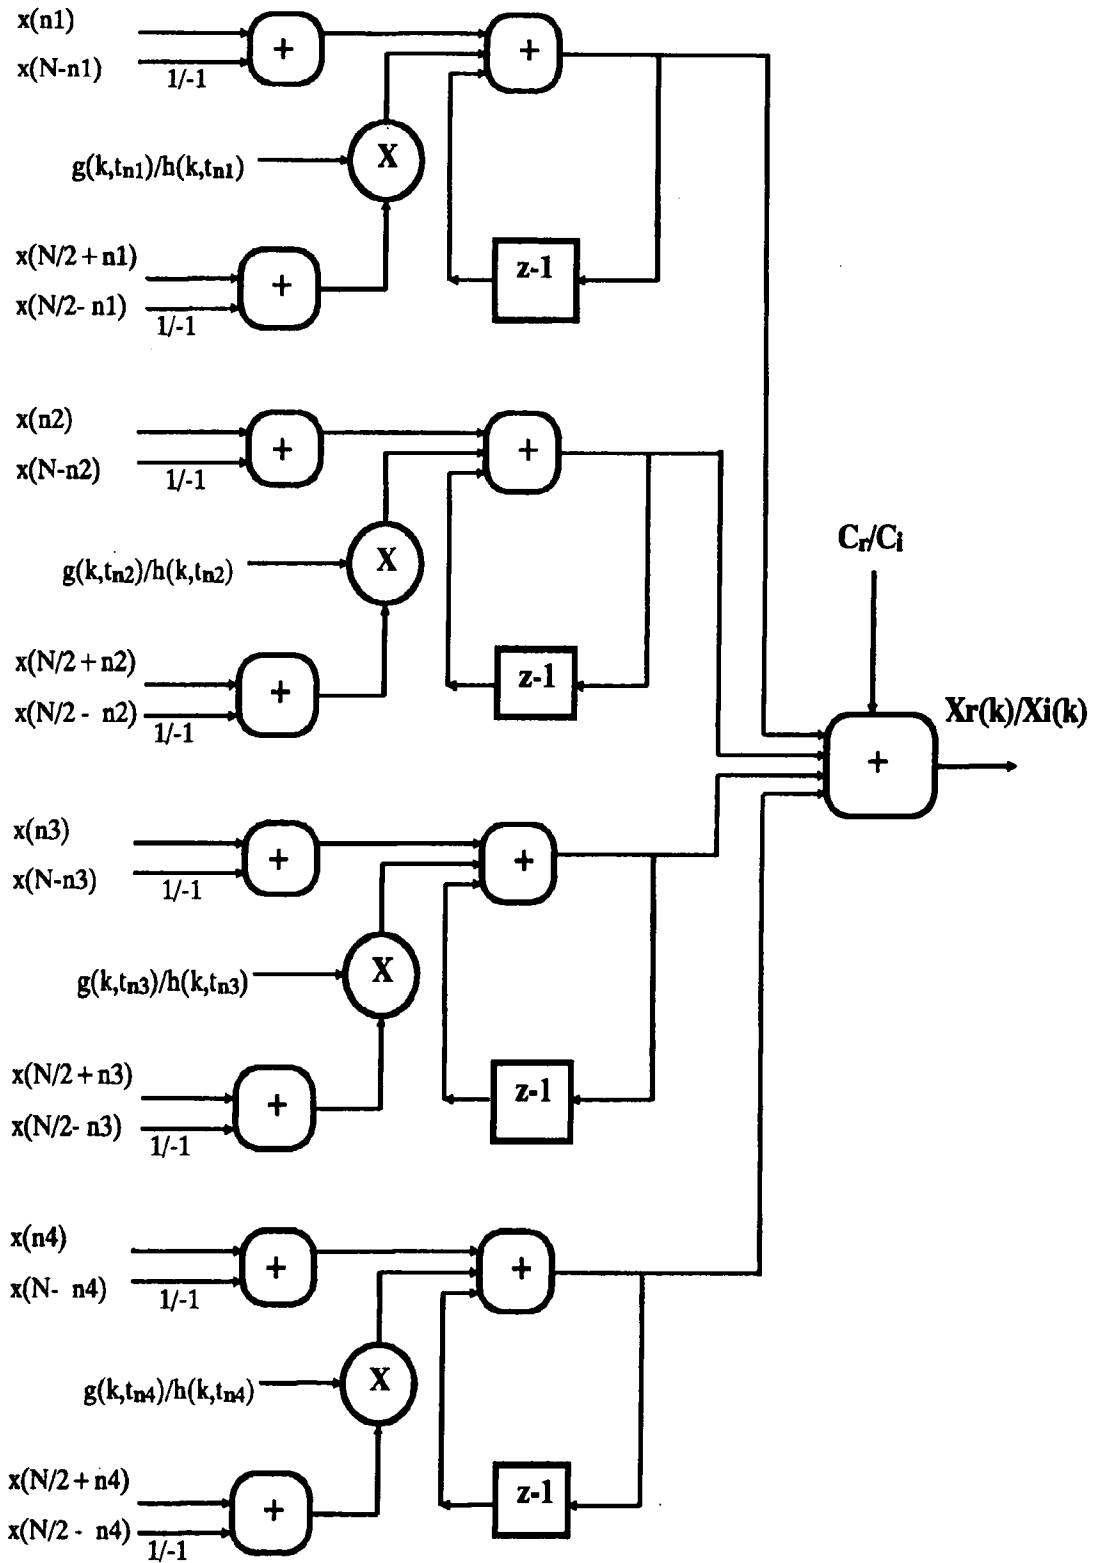 x(n1)
+
+
x(N-n1)
1/-1
X
g(k,tn1)/h(k,tn1)
x(N/2+n1)
z-1
+
x(N/2- n1)
1/-1
x(n2)
+
+
x(N-n2)
1/-1
Cr/Ci
X
g(k,tn2)/h(k,tn2)
x(N/2+n2)
z-1
+
x(N/2 - n2)
1/-1
Xr(k)/Xi(k)
+
x(n3)
+
+
x(N-n3)
1/-1
X
g(k,tn3)/h(k,tn3)
x(N/2+n3)
z-1
+
x(N/2- n3)
1/-1
x(n4)
+
+
x(N- n4)
1/-1
X
g(k,tn4)/h(k,tn4)
x(N/2+n4)
z-1
+
x(N/2 - n4)
1/-1